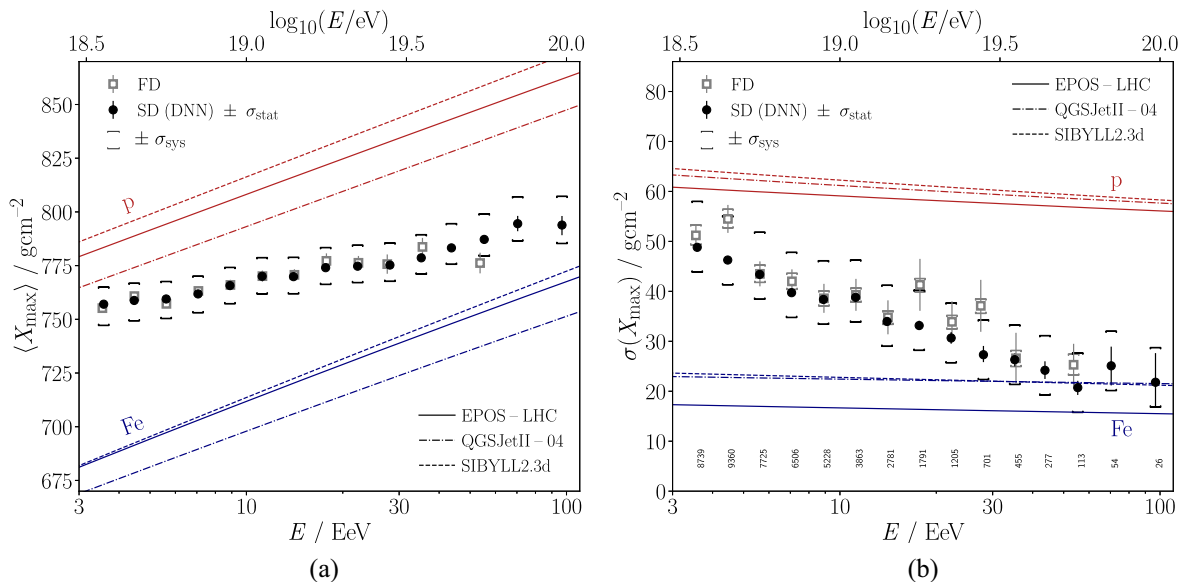 log₁₀(E/eV)
18.5 19.0 19.5 20.0
FD
SD (DNN) ± σstat
± σsys
p
Fe
EPOS – LHC
QGSJetII – 04
SIBYLL2.3d
850
825
800
775
750
725
700
675
⟨Xmax⟩ / gcm⁻²
3 10 30 100
E / EeV
(a)
log₁₀(E/eV)
18.5 19.0 19.5 20.0
FD
SD (DNN) ± σstat
± σsys
EPOS – LHC
QGSJetII – 04
SIBYLL2.3d
p
Fe
80
70
60
50
40
30
20
10
0
σ(Xmax) / gcm⁻²
8739 9360 7725 6506 5228 3863 2781 1791 1205 701 455 277 113 54 26
3 10 30 100
E / EeV
(b)